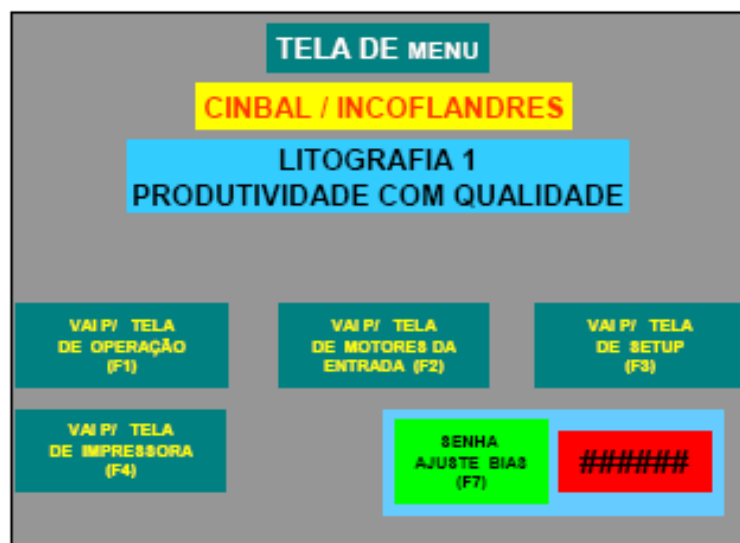 TELA DE MENU
CINBAL / INCOFLANDRES
LITOGRAFIA 1
PRODUTIVIDADE COM QUALIDADE
VAI P/ TELA
DE OPERAÇÃO
(F1)
VAI P/ TELA
DE MOTORES DA
ENTRADA (F2)
VAI P/ TELA
DE SETUP
(F3)
VAI P/ TELA
DE IMPRESSORA
(F4)
SENHA
AJUSTE BIAS
(F7)
######